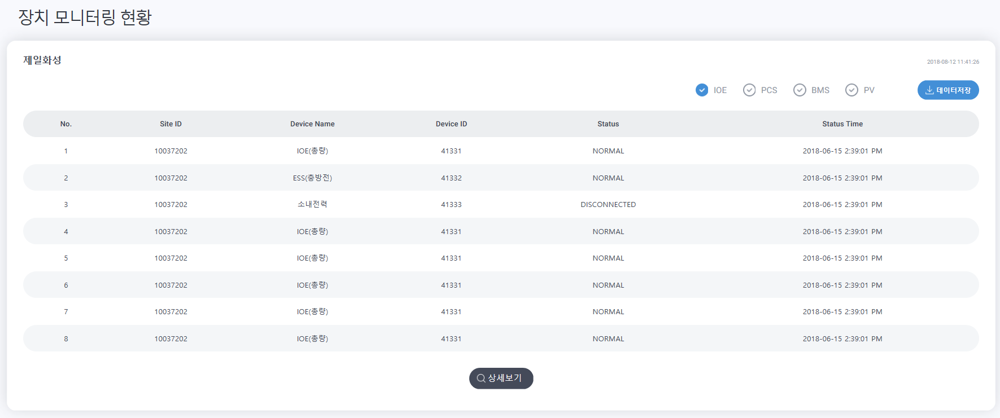 장치 모니터링 현황
제일화성
2018-08-12 11:41:26
IOE PCS BMS PV 데이터저장
No. Site ID Device Name Device ID Status Status Time
1 10037202 IOE(총량) 41331 NORMAL 2018-06-15 2:39:01 PM
2 10037202 ESS(충방전) 41332 NORMAL 2018-06-15 2:39:01 PM
3 10037202 소내전력 41333 DISCONNECTED 2018-06-15 2:39:01 PM
4 10037202 IOE(총량) 41331 NORMAL 2018-06-15 2:39:01 PM
5 10037202 IOE(총량) 41331 NORMAL 2018-06-15 2:39:01 PM
6 10037202 IOE(총량) 41331 NORMAL 2018-06-15 2:39:01 PM
7 10037202 IOE(총량) 41331 NORMAL 2018-06-15 2:39:01 PM
8 10037202 IOE(총량) 41331 NORMAL 2018-06-15 2:39:01 PM
상세보기